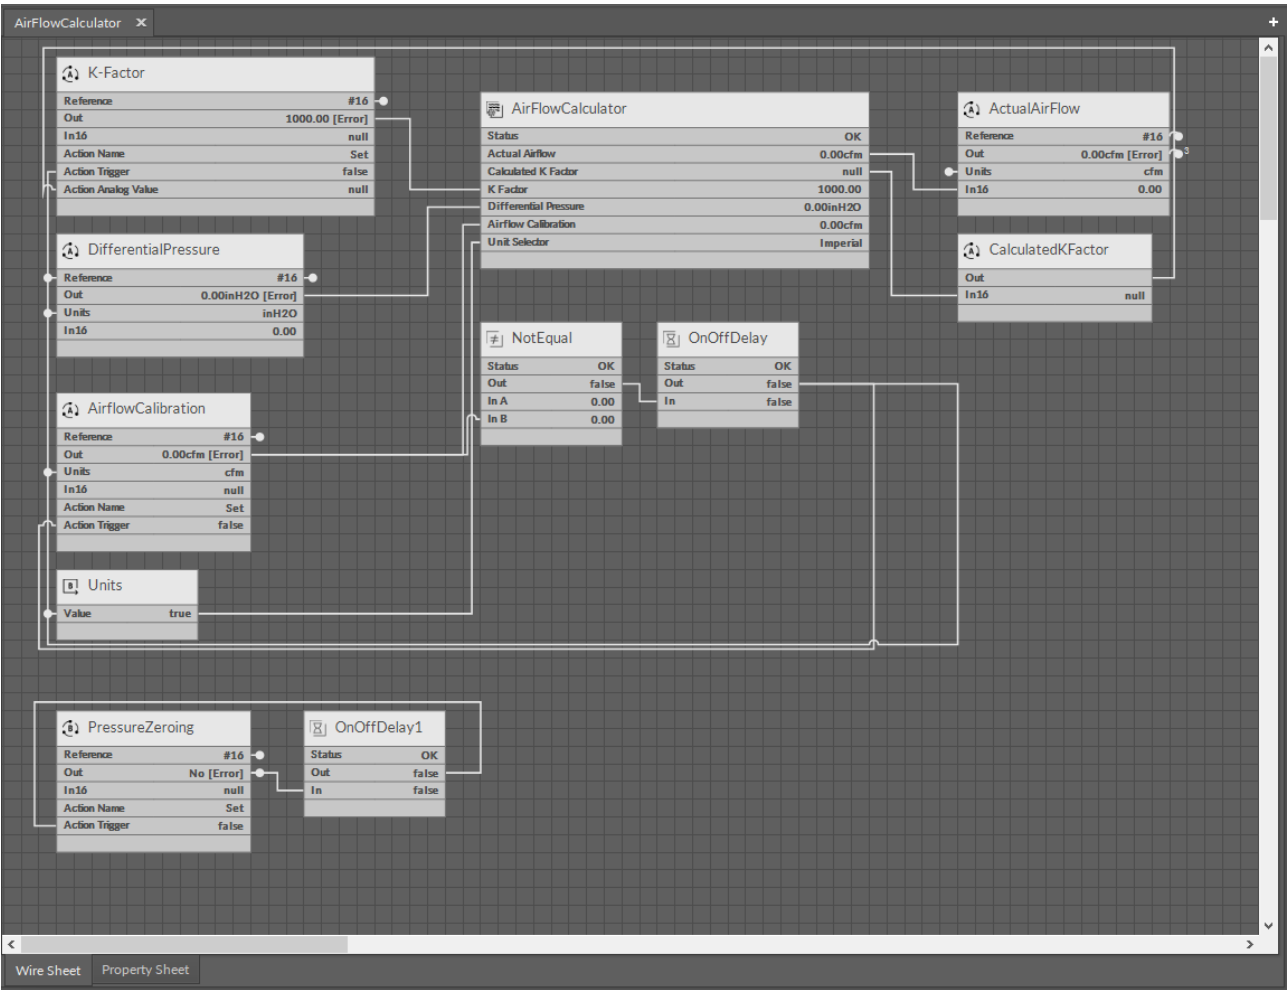 AirFlowCalculator ×
+
K-Factor
Reference #16
Out 1000.00 [Error]
In16 null
Action Name Set
Action Trigger false
Action Analog Value null
AirFlowCalculator
Status OK
Actual Airflow 0.00cfm
Calculated K Factor null
K Factor 1000.00
Differential Pressure 0.00inH2O
Airflow Calibration 0.00cfm
Unit Selector Imperial
ActualAirFlow
Reference #16
Out 0.00cfm [Error] 3
Units cfm
In16 0.00
DifferentialPressure
Reference #16
Out 0.00inH2O [Error]
Units inH2O
In16 0.00
CalculatedKFactor
Out
In16 null
NotEqual
Status OK
Out false
In A 0.00
In B 0.00
OnOffDelay
Status OK
Out false
In false
AirflowCalibration
Reference #16
Out 0.00cfm [Error]
Units cfm
In16 null
Action Name Set
Action Trigger false
Units
Value true
PressureZeroing
Reference #16
Out No [Error]
In16 null
Action Name Set
Action Trigger false
OnOffDelay1
Status OK
Out false
In false
Wire Sheet Property Sheet